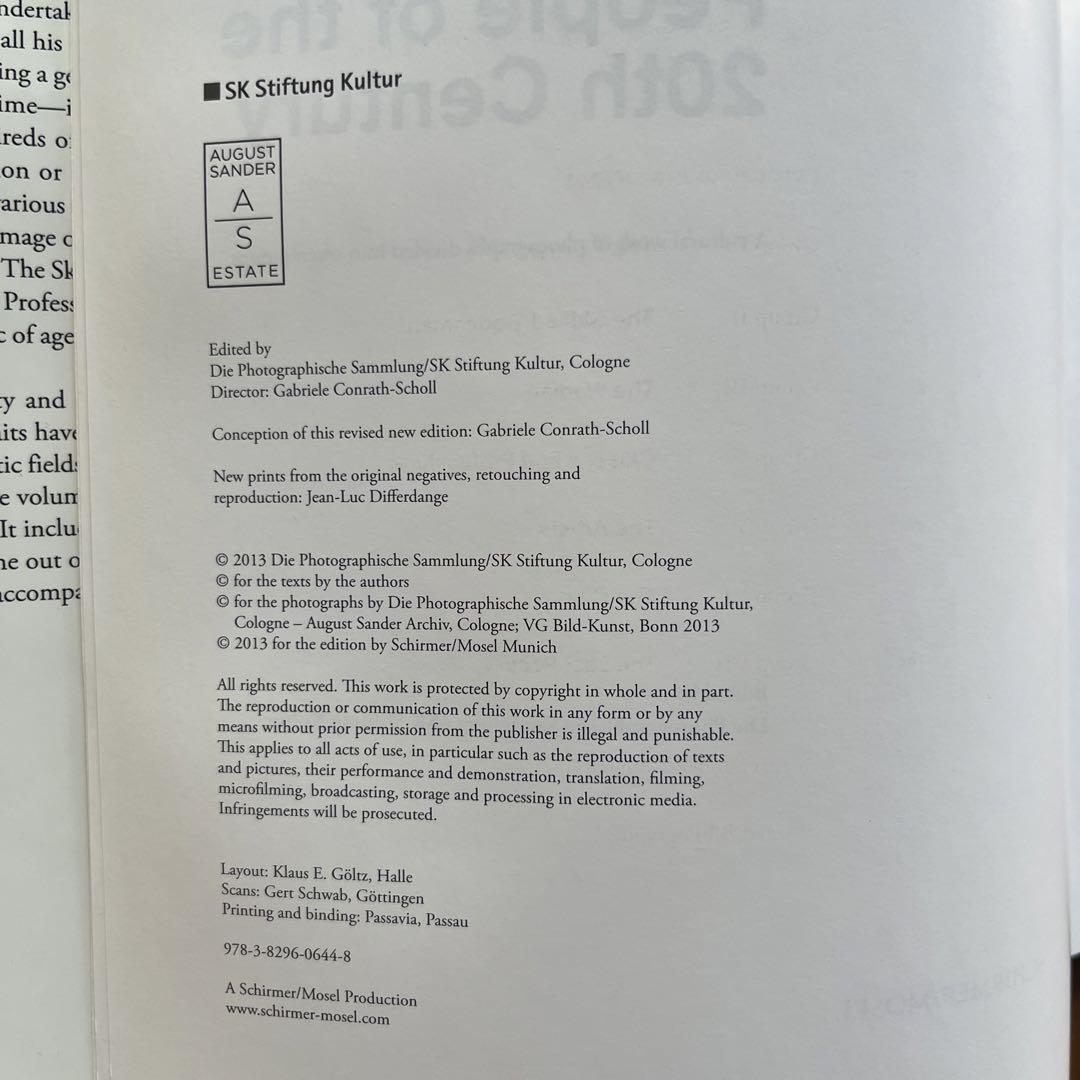 all his
ing a
ime—i
reds o
on or
arious
mage
The
of age
and
have
tic
It
out o
SK Stiftung Kultur
AUGUST
SANDER
A
S
ESTATE
Edited by
Die Photographische Sammlung/SK Stiftung Kultur, Cologne
Director: Gabriele Conrath-Scholl
Conception of this revised new edition: Gabriele Conrath-Scholl
New prints from the original negatives, retouching and
reproduction: Jean-Luc Differdange
© 2013 Die Photographische Sammlung/SK Stiftung Kultur, Cologne
© for the texts by the authors
© for the photographs by Die Photographische Sammlung/SK Stiftung Kultur,
Cologne – August Sander Archiv, Cologne; VG Bild-Kunst, Bonn 2013
© 2013 for the edition by Schirmer/Mosel Munich
All rights reserved. This work is protected by copyright in whole and in part.
The reproduction or communication of this work in any form or by any
means without prior permission from the publisher is illegal and punishable.
This applies to all acts of use, in particular such as the reproduction of texts
and pictures, their performance and demonstration, translation, filming,
microfilming, broadcasting, storage and processing in electronic media.
Infringements will be prosecuted.
Layout: Klaus E. Göltz, Halle
Scans: Gert Schwab, Göttingen
Printing and binding: Passavia, Passau
978-3-8296-0644-8
A Schirmer/Mosel Production
www.schirmer-mosel.com
People of the
20th Century